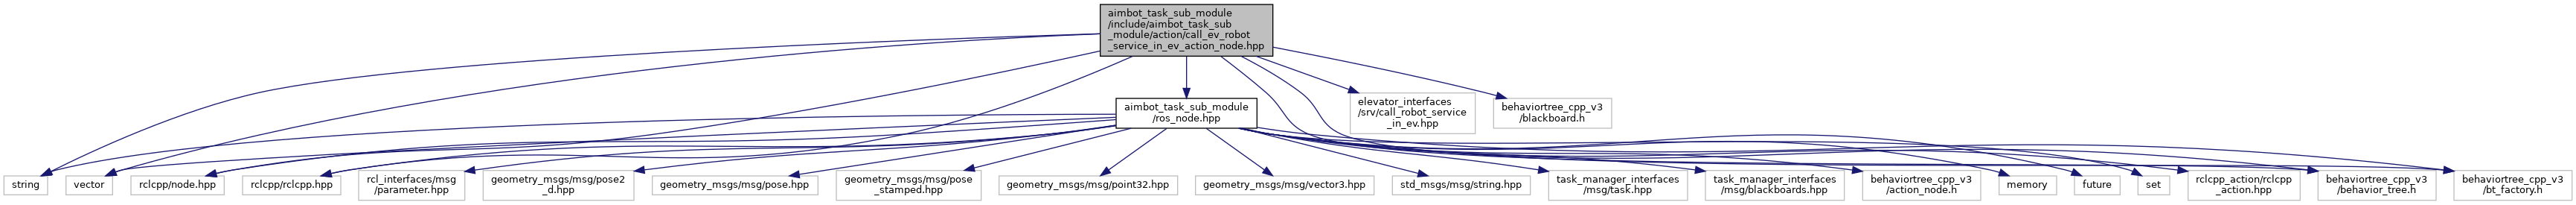 aimbot_task_sub_module
/include/aimbot_task_sub
_module/action/call_ev_robot
_service_in_ev_action_node.hpp
aimbot_task_sub_module
/ros_node.hpp
elevator_interfaces
/srv/call_robot_service
_in_ev.hpp
behaviortree_cpp_v3
/blackboard.h
string
vector
rclcpp/node.hpp
rclcpp/rclcpp.hpp
rcl_interfaces/msg
/parameter.hpp
geometry_msgs/msg/pose2
_d.hpp
geometry_msgs/msg/pose.hpp
geometry_msgs/msg/pose
_stamped.hpp
geometry_msgs/msg/point32.hpp
geometry_msgs/msg/vector3.hpp
std_msgs/msg/string.hpp
task_manager_interfaces
/msg/task.hpp
task_manager_interfaces
/msg/blackboards.hpp
behaviortree_cpp_v3
/action_node.h
memory
future
set
rclcpp_action/rclcpp
_action.hpp
behaviortree_cpp_v3
/behavior_tree.h
behaviortree_cpp_v3
/bt_factory.h